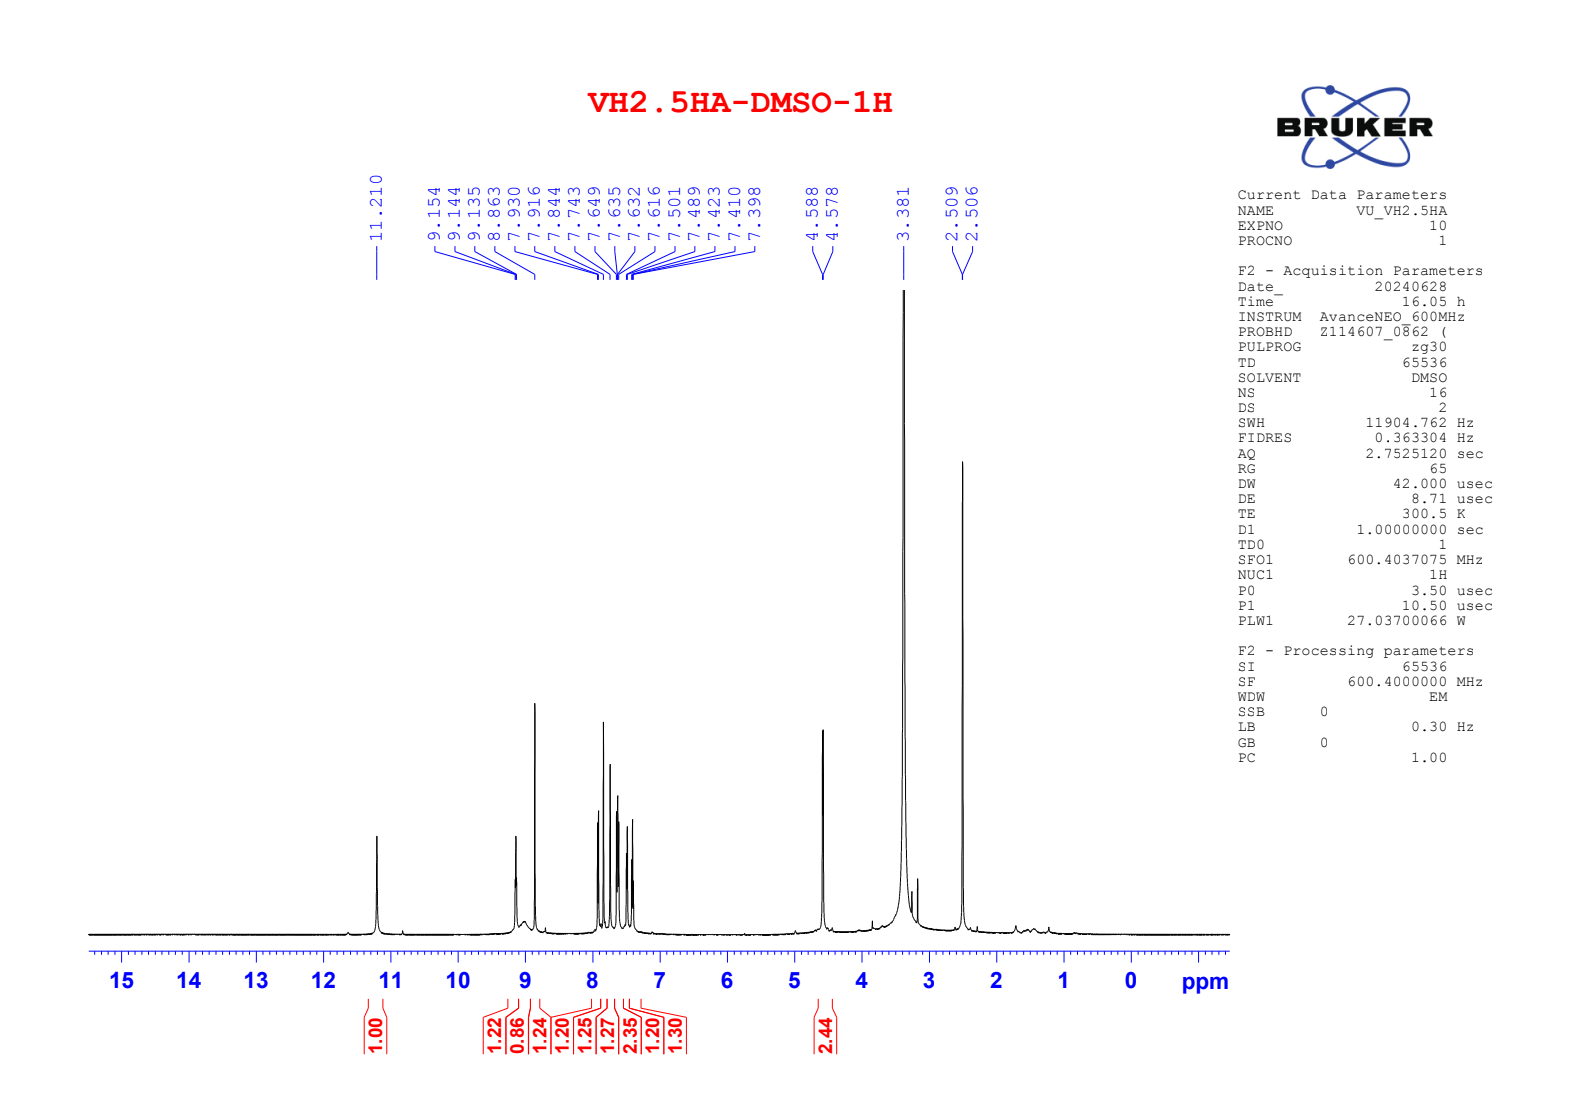 VH2.5HA-DMSO-1H
BRUKER
11.210
9.154
9.144
9.135
8.863
7.930
7.916
7.844
7.743
7.649
7.635
7.632
7.616
7.501
7.489
7.423
7.410
7.398
4.588
4.578
3.381
2.509
2.506
Current Data Parameters
NAME VU_VH2.5HA
EXPNO 10
PROCNO 1
F2 - Acquisition Parameters
Date_ 20240628
Time 16.05 h
INSTRUM AvanceNEO_600MHz
PROBHD Z114607_0862 (
PULPROG zg30
TD 65536
SOLVENT DMSO
NS 16
DS 2
SWH 11904.762 Hz
FIDRES 0.363304 Hz
AQ 2.7525120 sec
RG 65
DW 42.000 usec
DE 8.71 usec
TE 300.5 K
D1 1.00000000 sec
TD0 1
SFO1 600.4037075 MHz
NUC1 1H
P0 3.50 usec
P1 10.50 usec
PLW1 27.03700066 W
F2 - Processing parameters
SI 65536
SF 600.4000000 MHz
WDW EM
SSB 0
LB 0.30 Hz
GB 0
PC 1.00
15 14 13 12 11 10 9 8 7 6 5 4 3 2 1 0 ppm
1.00
1.22
0.86
1.24
1.20
1.25
1.27
2.35
1.20
1.30
2.44